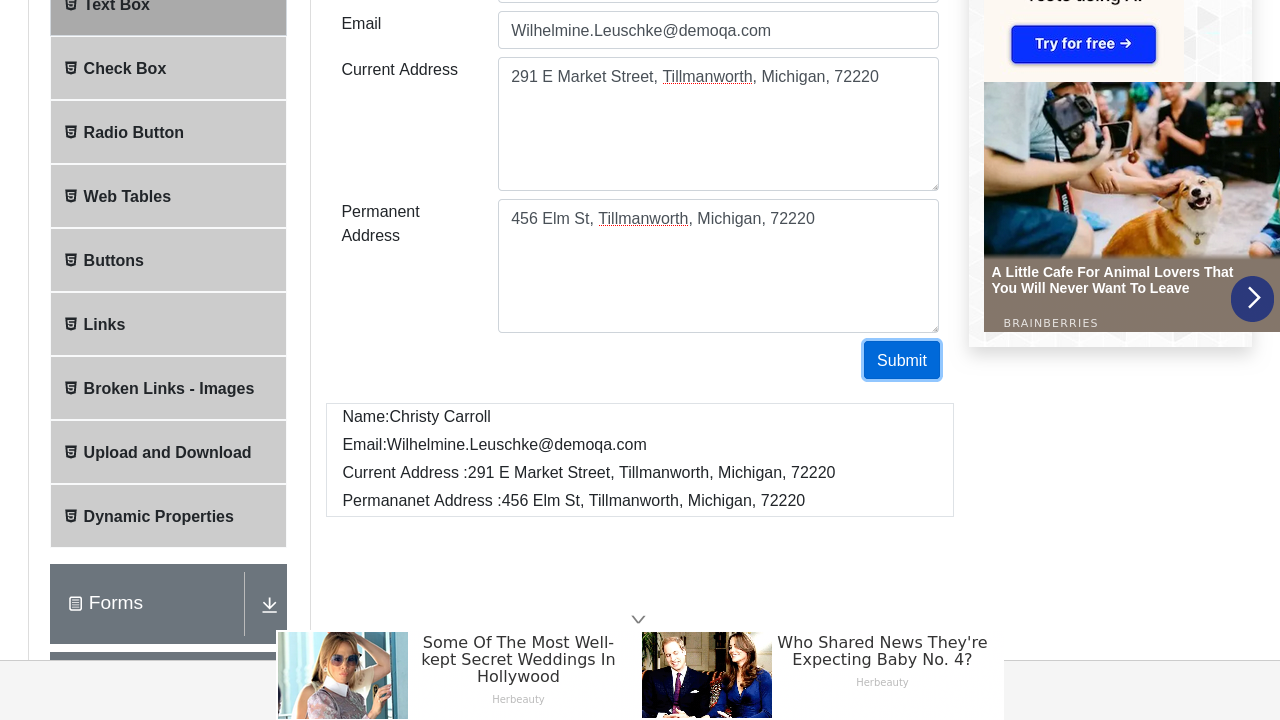 Text Box
Check Box
Radio Button
Web Tables
Buttons
Links
Broken Links - Images
Upload and Download
Dynamic Properties
Forms
Email
Wilhelmine.Leuschke@demoqa.com
Current Address
291 E Market Street, Tillmanworth, Michigan, 72220
Permanent
Address
456 Elm St, Tillmanworth, Michigan, 72220
Submit
Name:Christy Carroll
Email:Wilhelmine.Leuschke@demoqa.com
Current Address :291 E Market Street, Tillmanworth, Michigan, 72220
Permananet Address :456 Elm St, Tillmanworth, Michigan, 72220
Try for free →
A Little Cafe For Animal Lovers That
You Will Never Want To Leave
BRAINBERRIES
Some Of The Most Well-
kept Secret Weddings In
Hollywood
Herbeauty
Who Shared News They're
Expecting Baby No. 4?
Herbeauty